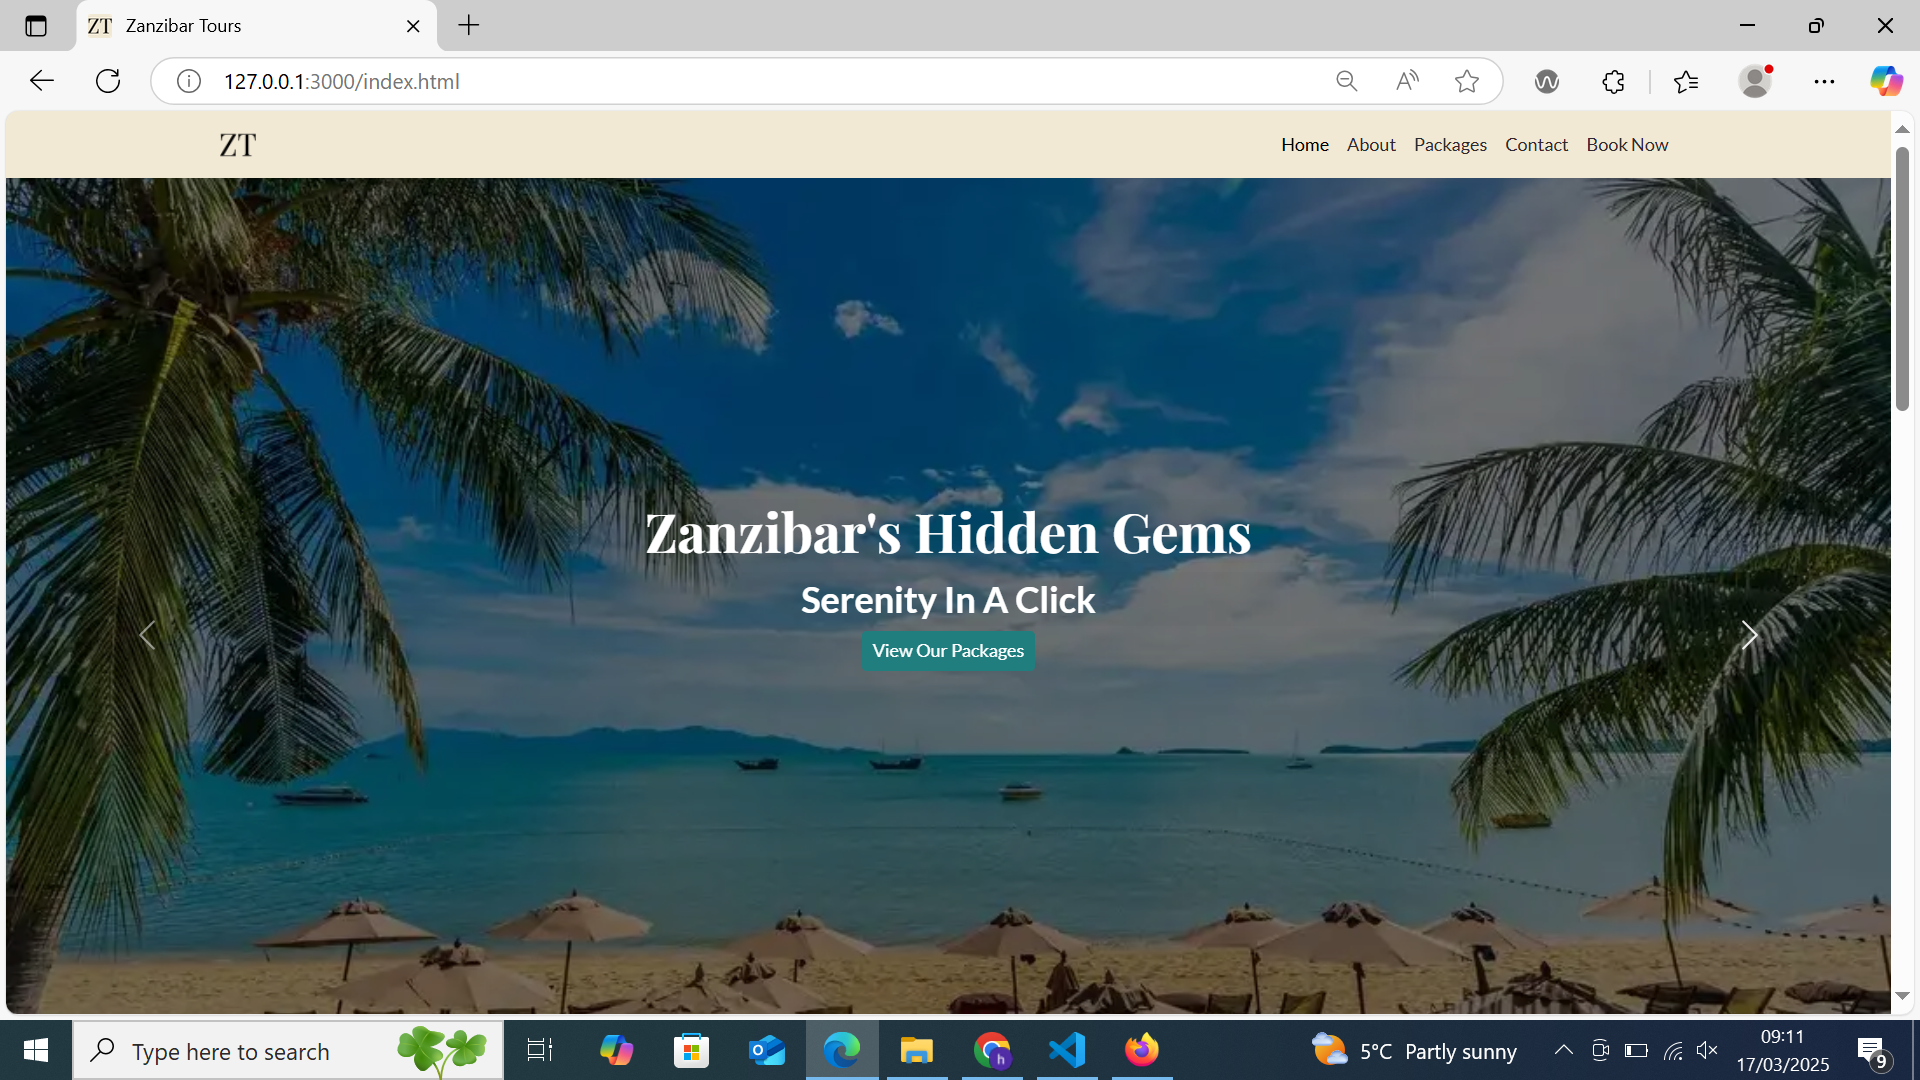 ZT Zanzibar Tours
127.0.0.1:3000/index.html
ZT
Home About Packages Contact Book Now
Zanzibar's Hidden Gems
Serenity In A Click
View Our Packages
Type here to search
5°C Partly sunny
09:11
17/03/2025
9